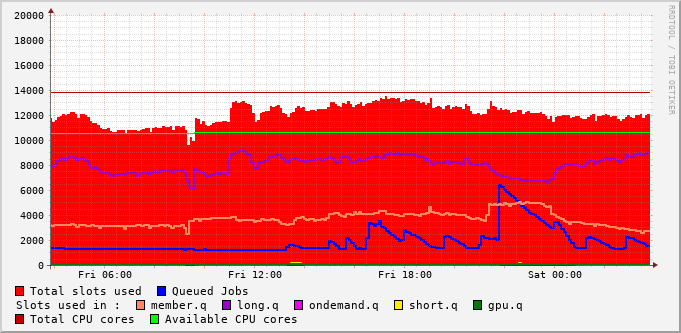 20000
18000
16000
14000
12000
10000
8000
6000
4000
2000
0
Fri 06:00 Fri 12:00 Fri 18:00 Sat 00:00
RRDTOOL / TOBI OETIKER
Total slots used Queued Jobs
Slots used in : member.q long.q ondemand.q short.q gpu.q
Total CPU cores Available CPU cores